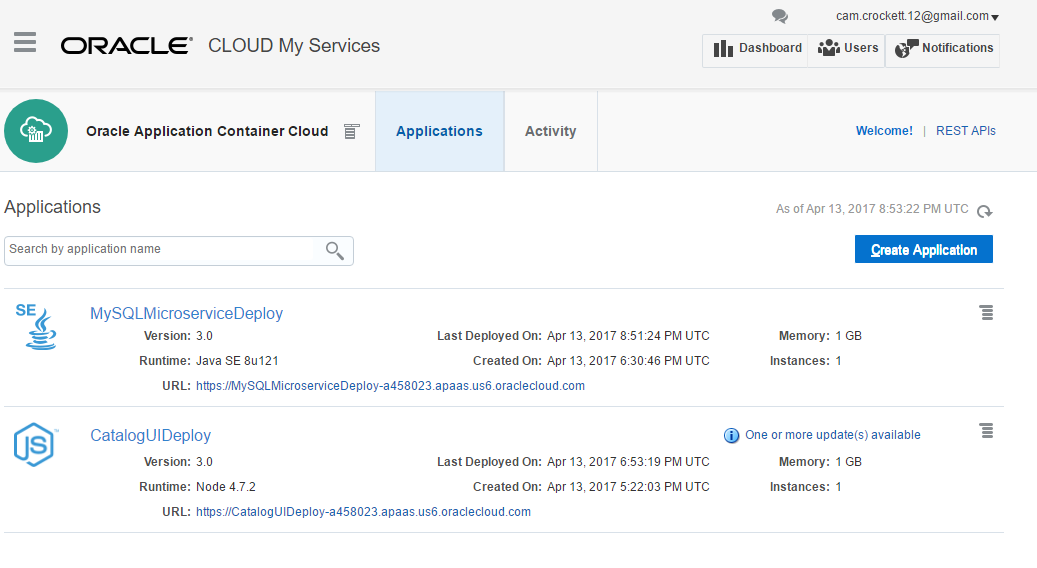 cam.crockett.12@gmail.com
ORACLE® CLOUD My Services
Dashboard Users Notifications
Oracle Application Container Cloud Applications Activity Welcome! | REST APIs
Applications
As of Apr 13, 2017 8:53:22 PM UTC
Search by application name
Create Application
SE
MySQLMicroserviceDeploy
Version: 3.0 Last Deployed On: Apr 13, 2017 8:51:24 PM UTC Memory: 1 GB
Runtime: Java SE 8u121 Created On: Apr 13, 2017 6:30:46 PM UTC Instances: 1
URL: https://MySQLMicroserviceDeploy-a458023.apaas.us6.oraclecloud.com
JS™
CatalogUIDeploy One or more update(s) available
Version: 3.0 Last Deployed On: Apr 13, 2017 6:53:19 PM UTC Memory: 1 GB
Runtime: Node 4.7.2 Created On: Apr 13, 2017 5:22:03 PM UTC Instances: 1
URL: https://CatalogUIDeploy-a458023.apaas.us6.oraclecloud.com